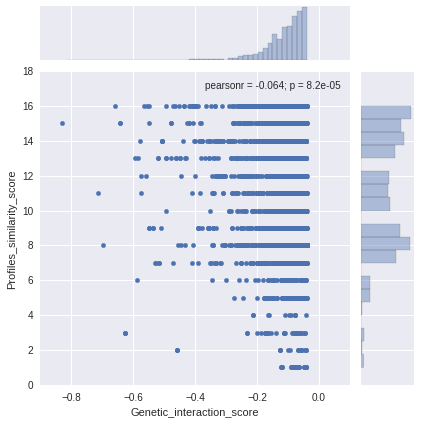 18
pearsonr = -0.064; p = 8.2e-05
16
14
12
10
8
6
4
2
0
Profiles_similarity_score
−0.8 −0.6 −0.4 −0.2 0.0
Genetic_interaction_score